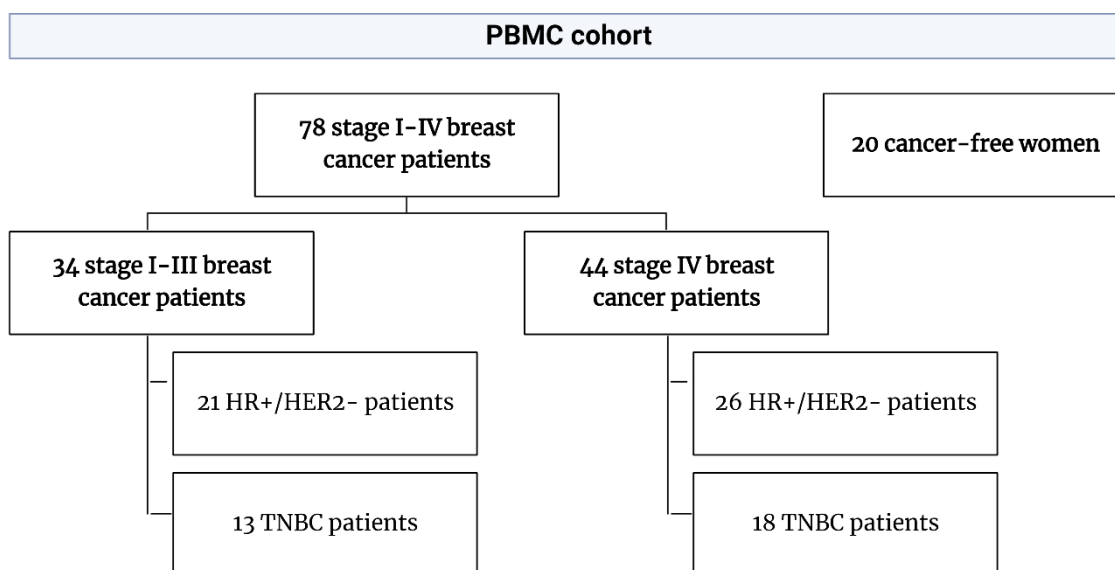 PBMC cohort
78 stage I-IV breast
cancer patients
20 cancer-free women
34 stage I-III breast
cancer patients
44 stage IV breast
cancer patients
21 HR+/HER2- patients
26 HR+/HER2- patients
13 TNBC patients
18 TNBC patients